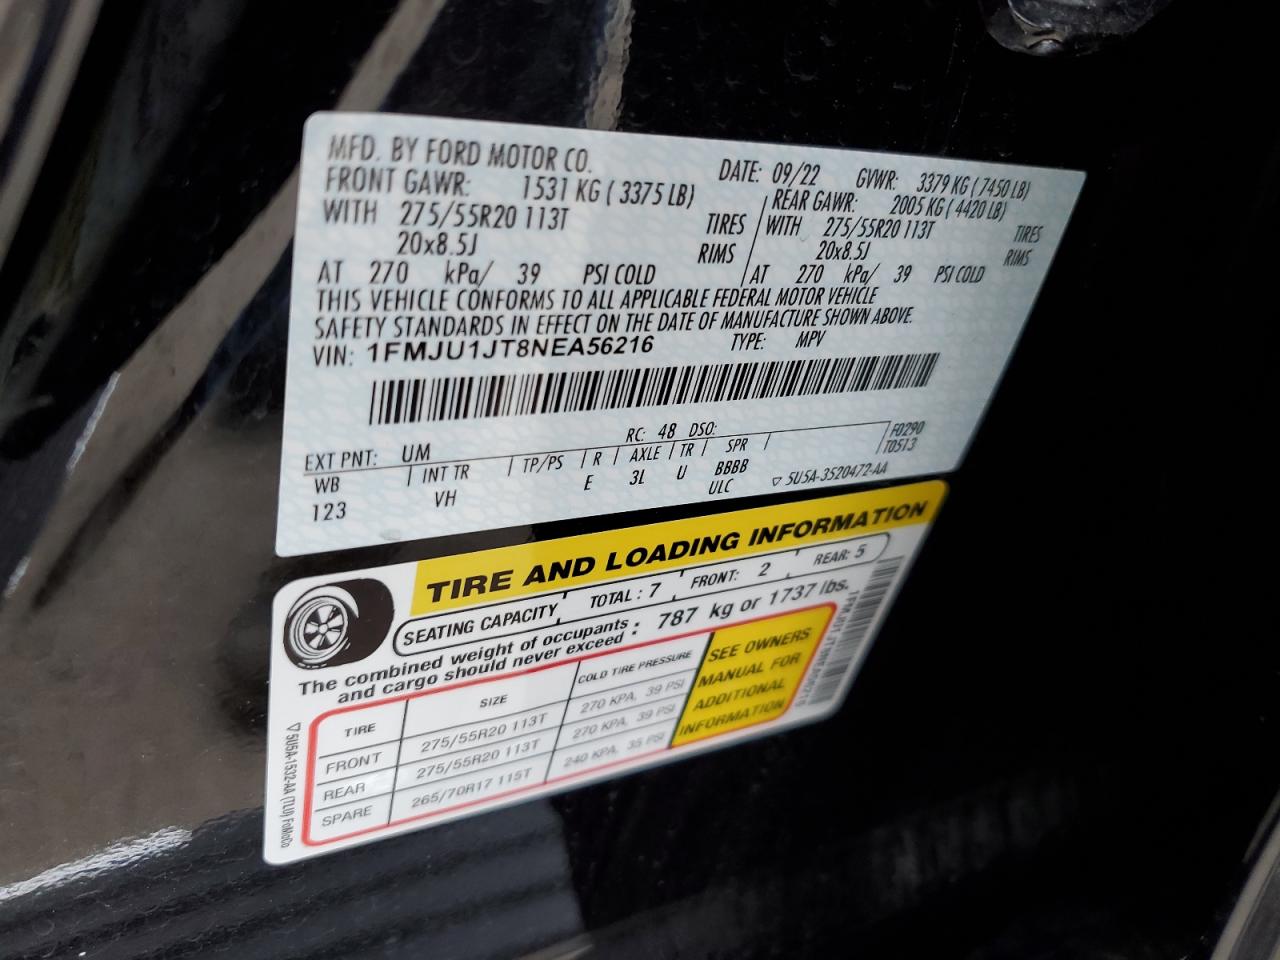 MFD. BY FORD MOTOR CO. DATE: 09/22 GVWR: 3379 KG ( 7450 LB)
FRONT GAWR: 1531 KG ( 3375 LB) REAR GAWR: 2005 KG ( 4420 LB)
WITH 275/55R20 113T TIRES WITH 275/55R20 113T TIRES
20x8.5J RIMS 20x8.5J RIMS
AT 270 kPa/ 39 PSI COLD AT 270 kPa/ 39 PSI COLD
THIS VEHICLE CONFORMS TO ALL APPLICABLE FEDERAL MOTOR VEHICLE
SAFETY STANDARDS IN EFFECT ON THE DATE OF MANUFACTURE SHOWN ABOVE.
VIN: 1FMJU1JT8NEA56216 TYPE: MPV
EXT PNT: UM RC: 48 DSO: F0290
WB INT TR TP/PS R AXLE TR SPR T0513
123 VH E 3L U BBBB
ULC ▽ 5U5A-3520472-AA
TIRE AND LOADING INFORMATION
SEATING CAPACITY TOTAL : 7 FRONT: 2 REAR: 5
The combined weight of occupants
and cargo should never exceed : 787 kg or 1737 lbs.
TIRE SIZE COLD TIRE PRESSURE
FRONT 275/55R20 113T 270 KPA, 39 PSI
REAR 275/55R20 113T 270 KPA, 39 PSI
SPARE 265/70R17 115T 240 KPA, 35 PSI
SEE OWNERS
MANUAL FOR
ADDITIONAL
INFORMATION
▽ 5U5A-1532-AA (TLU) FoMoCo